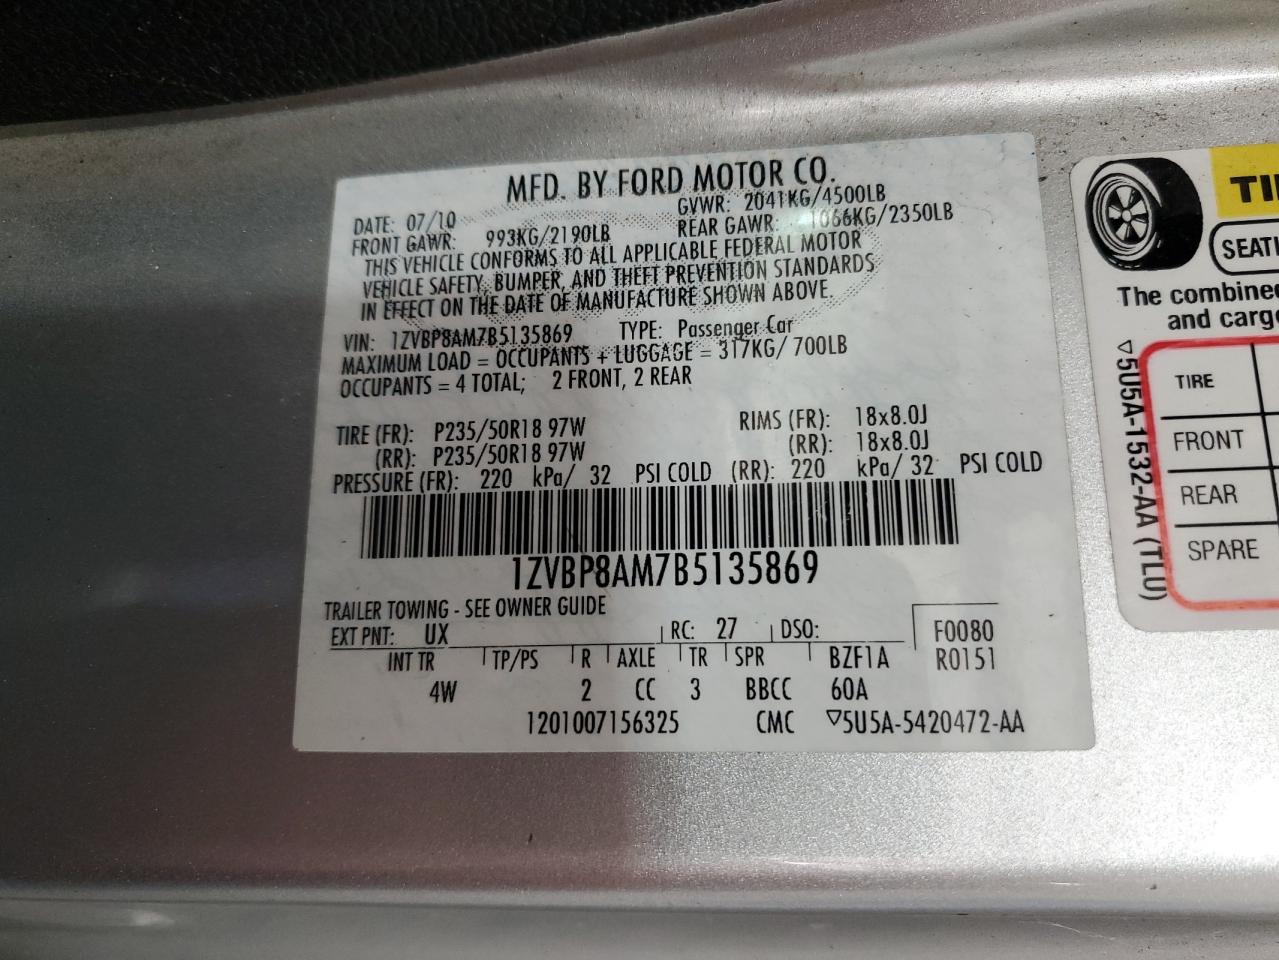 MFD. BY FORD MOTOR CO.
DATE: 07/10 GVWR: 2041KG/4500LB
FRONT GAWR: 993KG/2190LB REAR GAWR: 1066KG/2350LB
THIS VEHICLE CONFORMS TO ALL APPLICABLE FEDERAL MOTOR
VEHICLE SAFETY, BUMPER, AND THEFT PREVENTION STANDARDS
IN EFFECT ON THE DATE OF MANUFACTURE SHOWN ABOVE.
VIN: 1ZVBP8AM7B5135869 TYPE: Passenger Car
MAXIMUM LOAD = OCCUPANTS + LUGGAGE = 317KG/ 700LB
OCCUPANTS = 4 TOTAL; 2 FRONT, 2 REAR
TIRE (FR): P235/50R18 97W RIMS (FR): 18x8.0J
(RR): P235/50R18 97W (RR): 18x8.0J
PRESSURE (FR): 220 kPa/ 32 PSI COLD (RR): 220 kPa/ 32 PSI COLD
1ZVBP8AM7B5135869
TRAILER TOWING - SEE OWNER GUIDE
EXT PNT: UX RC: 27 DSO: F0080
INT TR TP/PS R AXLE TR SPR BZF1A R0151
4W 2 CC 3 BBCC 60A
1201007156325 CMC ▽5U5A-5420472-AA
TI
SEATI
The combine
and carg
TIRE
FRONT
REAR
SPARE
▽5U5A-1532-AA (TLU)